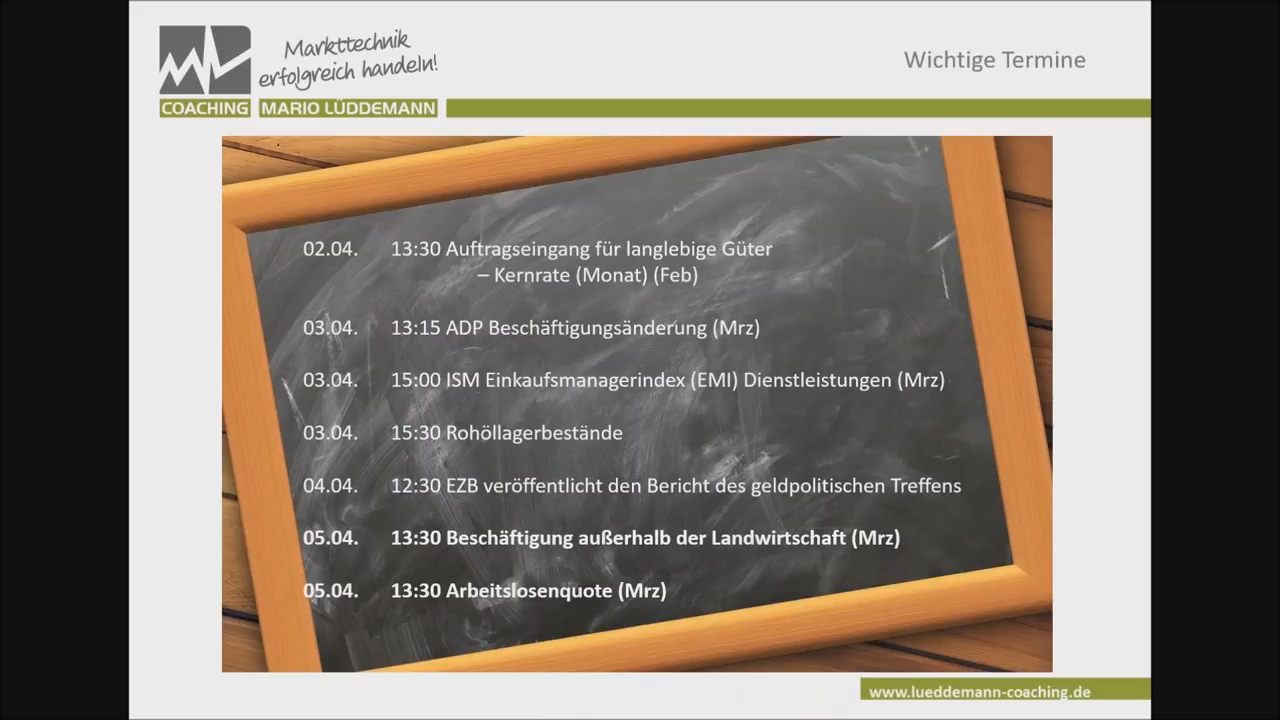 Markttechnik
erfolgreich handeln!
COACHING MARIO LÜDDEMANN
Wichtige Termine
02.04. 13:30 Auftragseingang für langlebige Güter
– Kernrate (Monat) (Feb)
03.04. 13:15 ADP Beschäftigungsänderung (Mrz)
03.04. 15:00 ISM Einkaufsmanagerindex (EMI) Dienstleistungen (Mrz)
03.04. 15:30 Rohöllagerbestände
04.04. 12:30 EZB veröffentlicht den Bericht des geldpolitischen Treffens
05.04. 13:30 Beschäftigung außerhalb der Landwirtschaft (Mrz)
05.04. 13:30 Arbeitslosenquote (Mrz)
www.lueddemann-coaching.de